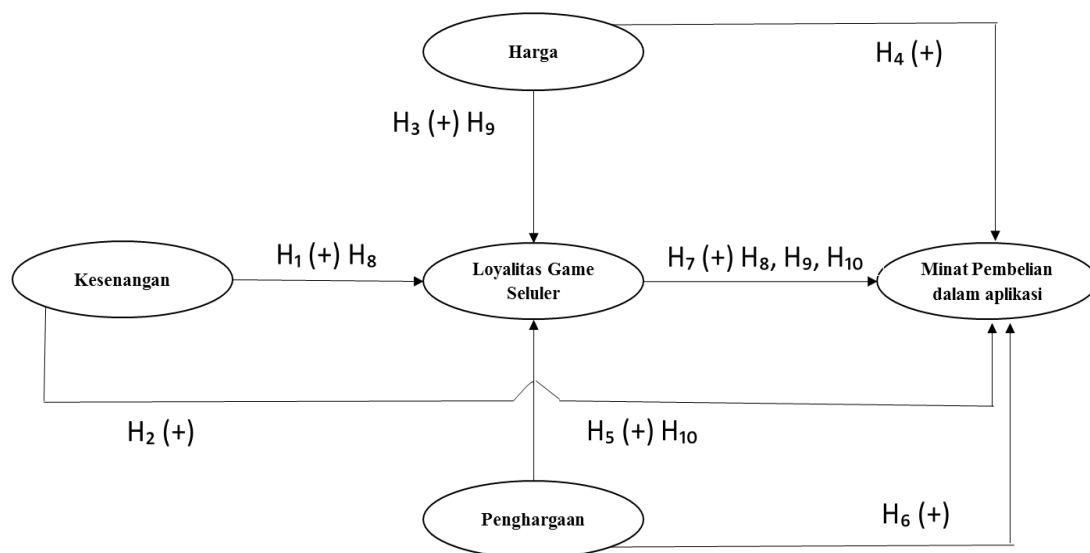 Harga
H₄ (+)
H₃ (+) H₉
Kesenangan
H₁ (+) H₈
Loyalitas Game
Seluler
H₇ (+) H₈, H₉, H₁₀
Minat Pembelian
dalam aplikasi
H₂ (+)
H₅ (+) H₁₀
Penghargaan
H₆ (+)